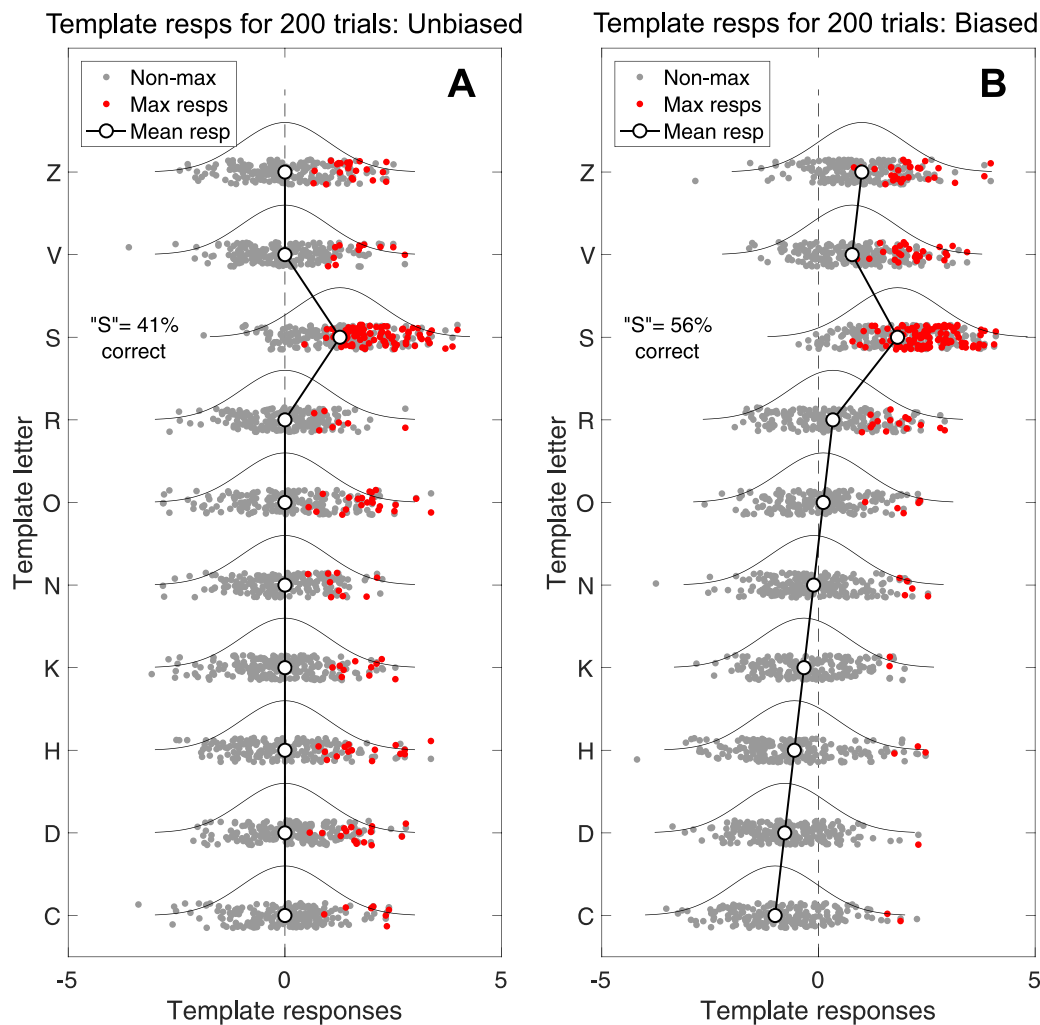 Template resps for 200 trials: Unbiased
A
Non-max
Max resps
Mean resp
Z
V
S
R
O
N
K
H
D
C
"S"= 41%
correct
Template letter
-5
0
5
Template responses
Template resps for 200 trials: Biased
B
Non-max
Max resps
Mean resp
Z
V
S
R
O
N
K
H
D
C
"S"= 56%
correct
Template letter
-5
0
5
Template responses